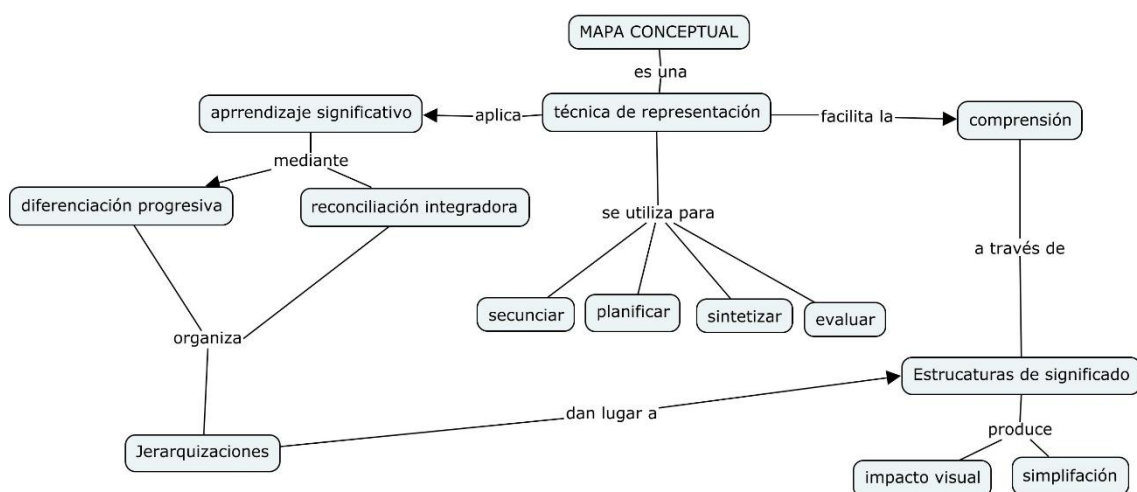 MAPA CONCEPTUAL
es una
aprrendizaje significativo
aplica
técnica de representación
facilita la
comprensión
mediante
diferenciación progresiva
reconciliación integradora
se utiliza para
a través de
secunciar
planificar
sintetizar
evaluar
organiza
Estrucaturas de significado
dan lugar a
Jerarquizaciones
produce
impacto visual
simplifación